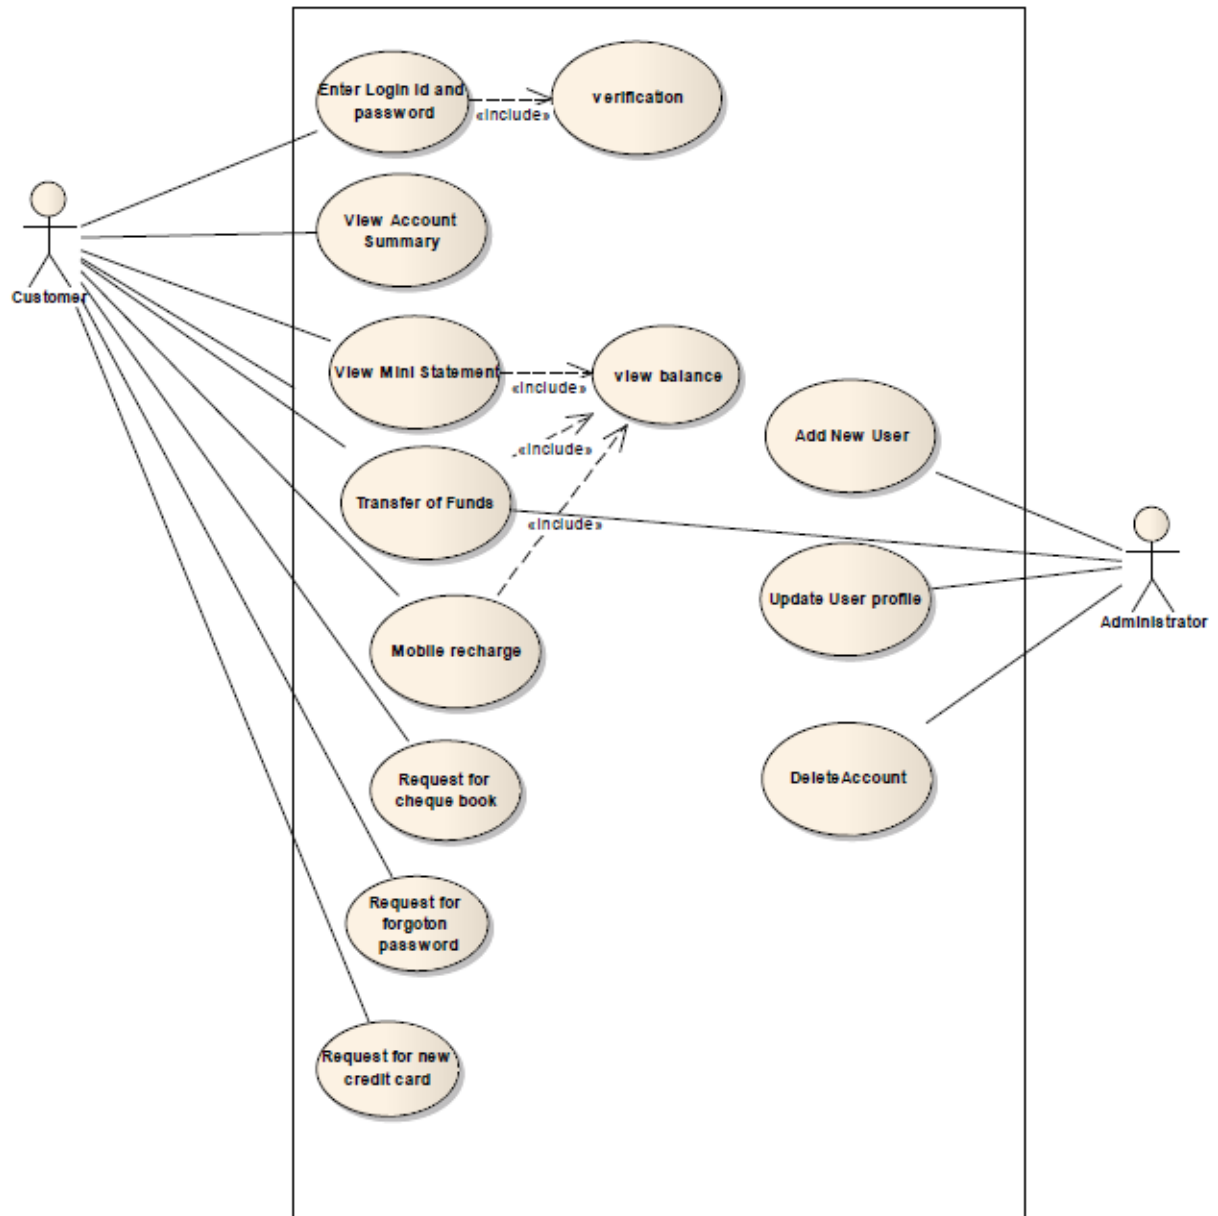 Enter Login id and
password
«include»
verification
View Account
Summary
Customer
View Mini Statement
«include»
view balance
«include»
Add New User
Transfer of Funds
«include»
Update User profile
Administrator
Mobile recharge
Request for
cheque book
DeleteAccount
Request for
forgoton
password
Request for new
credit card